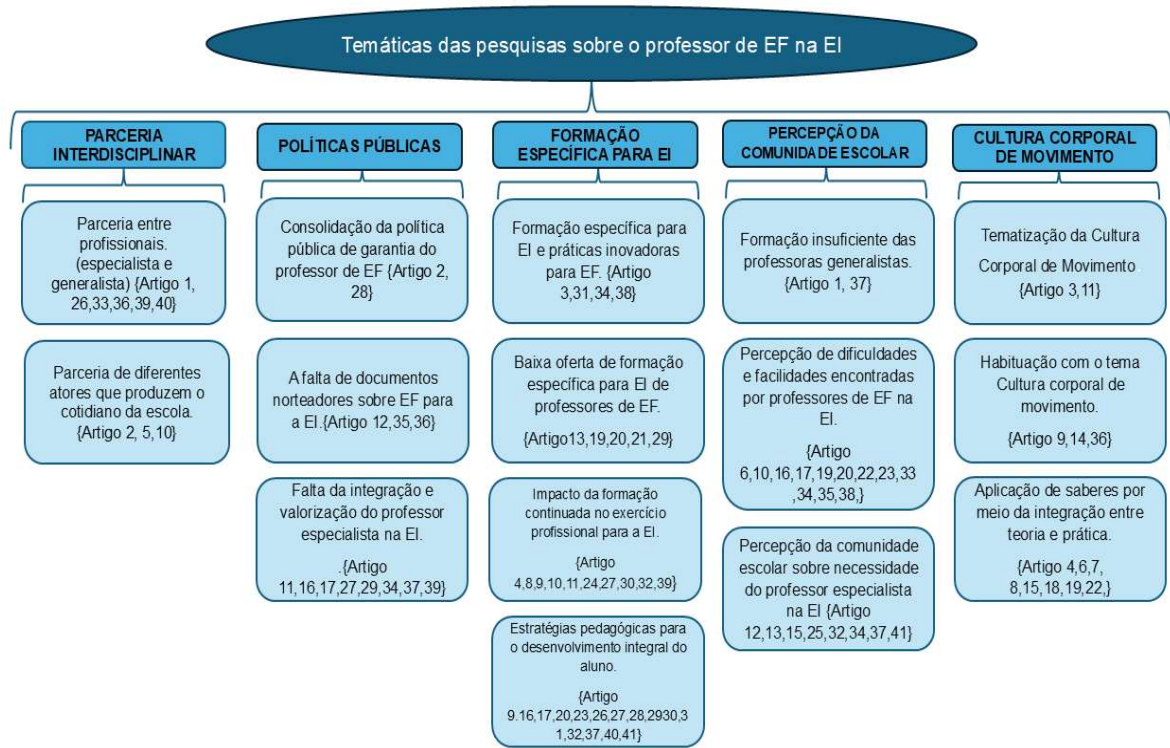 Temáticas das pesquisas sobre o professor de EF na EI
PARCERIA
INTERDISCIPLINAR
Parceria entre
profissionais.
(especialista e
generalista) {Artigo 1,
26,33,36,39,40}
Parceria de diferentes
atores que produzem o
cotidiano da escola.
{Artigo 2, 5,10}
POLÍTICAS PÚBLICAS
Consolidação da política
pública de garantia do
professor de EF {Artigo 2,
28}
A falta de documentos
norteadores sobre EF para
a EI.{Artigo 12,35,36}
Falta da integração e
valorização do professor
especialista na EI.
.{Artigo
11,16,17,27,29,34,37,39}
FORMAÇÃO
ESPECÍFICA PARA EI
Formação específica para
EI e práticas inovadoras
para EF. {Artigo
3,31,34,38}
Baixa oferta de formação
específica para EI de
professores de EF.
{Artigo13,19,20,21,29}
Impacto da formação
continuada no exercício
profissional para a EI.
{Artigo
4,8,9,10,11,24,27,30,32,39}
Estratégias pedagógicas para
o desenvolvimento integral do
aluno.
{Artigo
9.16,17,20,23,26,27,28,2930,3
1,32,37,40,41}
PERCEPÇÃO DA
COMUNIDADE ESCOLAR
Formação insuficiente das
professoras generalistas.
{Artigo 1, 37}
Percepção de dificuldades
e facilidades encontradas
por professores de EF na
EI.
{Artigo
6,10,16,17,19,20,22,23,33
,34,35,38,}
Percepção da comunidade
escolar sobre necessidade
do professor especialista
na EI {Artigo
12,13,15,25,32,34,37,41}
CULTURA CORPORAL
DE MOVIMENTO
Tematização da Cultura
Corporal de Movimento.
{Artigo 3,11}
Habituação com o tema
Cultura corporal de
movimento.
{Artigo 9,14,36}
Aplicação de saberes por
meio da integração entre
teoria e prática.
{Artigo 4,6,7,
8,15,18,19,22,}